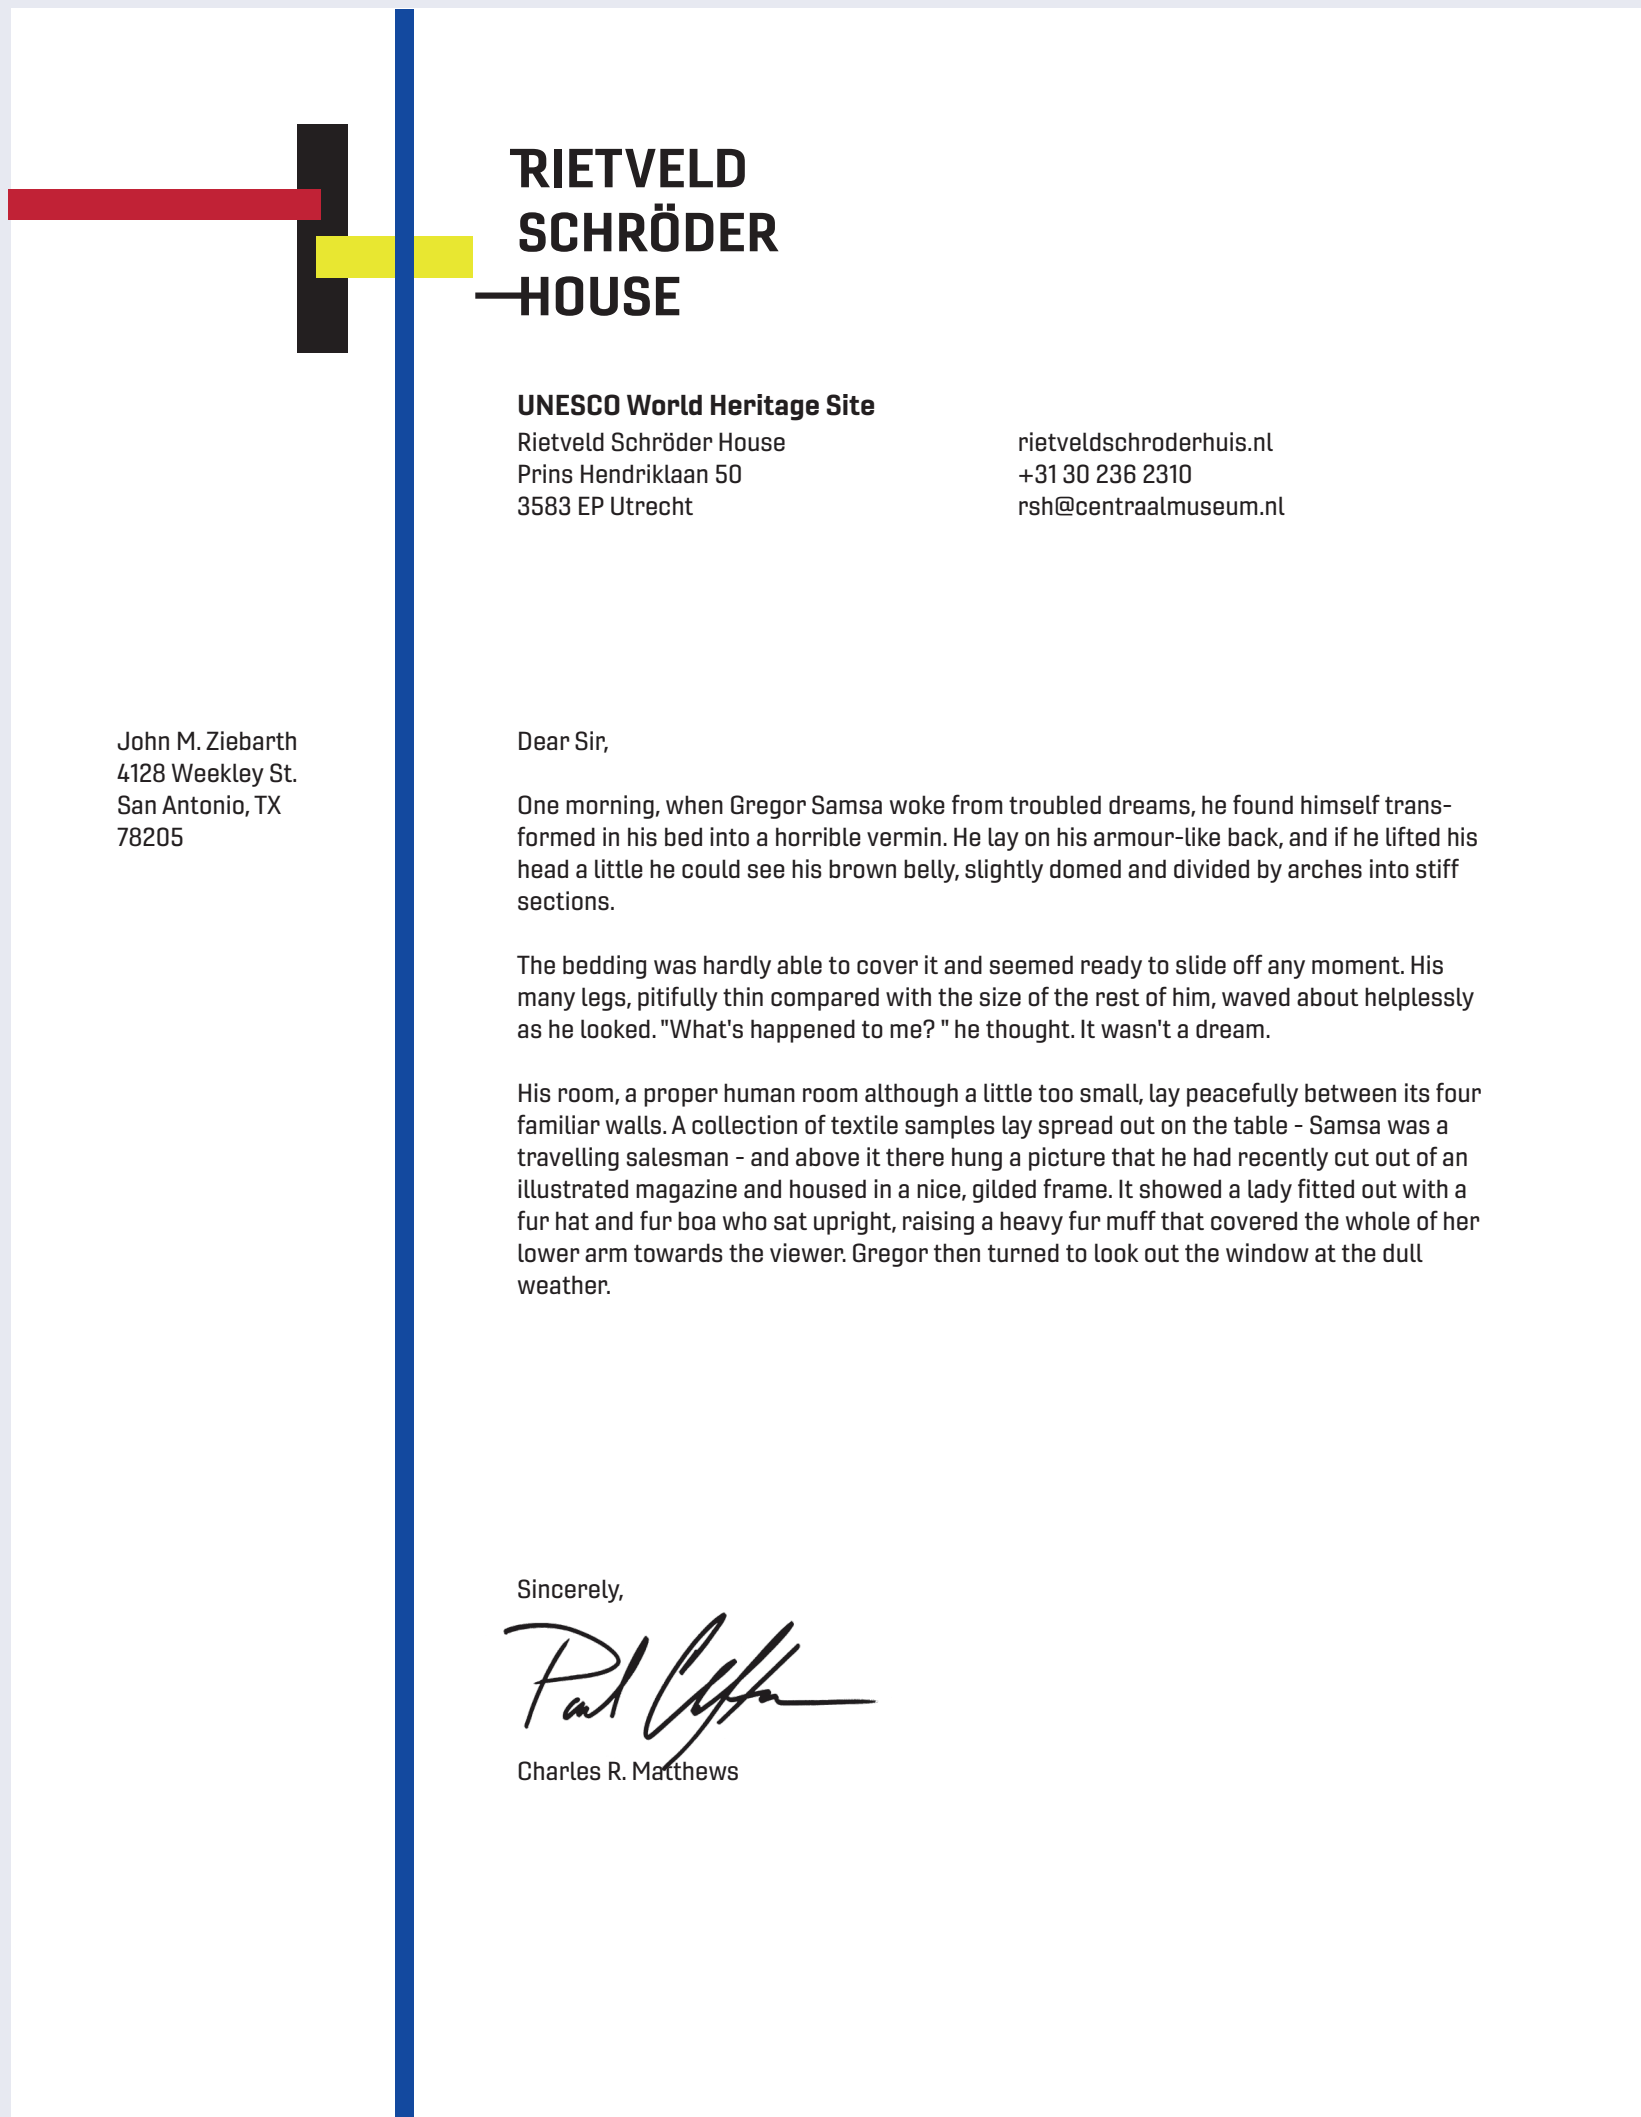 RIETVELD
SCHRÖDER
HOUSE
UNESCO World Heritage Site
Rietveld Schröder House
Prins Hendriklaan 50
3583 EP Utrecht
rietveldschroderhuis.nl
+31 30 236 2310
rsh@centraalmuseum.nl
John M. Ziebarth
4128 Weekley St.
San Antonio, TX
78205
Dear Sir,
One morning, when Gregor Samsa woke from troubled dreams, he found himself trans-
formed in his bed into a horrible vermin. He lay on his armour-like back, and if he lifted his
head a little he could see his brown belly, slightly domed and divided by arches into stiff
sections.
The bedding was hardly able to cover it and seemed ready to slide off any moment. His
many legs, pitifully thin compared with the size of the rest of him, waved about helplessly
as he looked. "What's happened to me? " he thought. It wasn't a dream.
His room, a proper human room although a little too small, lay peacefully between its four
familiar walls. A collection of textile samples lay spread out on the table - Samsa was a
travelling salesman - and above it there hung a picture that he had recently cut out of an
illustrated magazine and housed in a nice, gilded frame. It showed a lady fitted out with a
fur hat and fur boa who sat upright, raising a heavy fur muff that covered the whole of her
lower arm towards the viewer. Gregor then turned to look out the window at the dull
weather.
Sincerely,
Paul
Charles R. Matthews